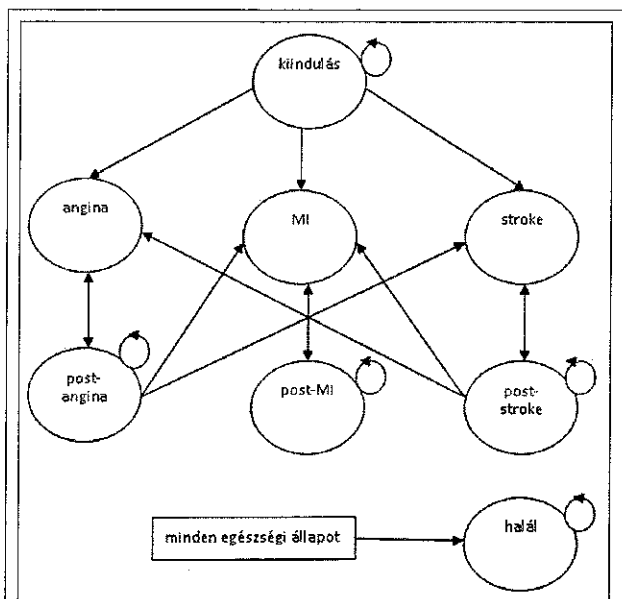 kiindulás
angina
MI
stroke
post-
angina
post-MI
post-
stroke
minden egészségi állapot
halál